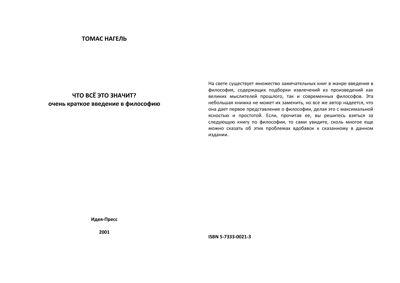 ТОМАС НАГЕЛЬ
ЧТО ВСЁ ЭТО ЗНАЧИТ?
очень краткое введение в философию
Идея-Пресс
2001
На свете существует множество замечательных книг в жанре введения в
философия, содержащих подборки извлечений из произведений как
великих мыслителей прошлого, так и современных философов. Эта
небольшая книжка не может их заменить, но все же автор надеется, что
она дает первое представление о философии, делая это с максимальной
ясностью и простотой. Если, прочитав ее, вы решитесь взяться за
следующую книгу по философии, то сами увидите, сколь многое еще
можно сказать об этих проблемах вдобавок к сказанному в данном
издании.
ISBN 5-7333-0021-3